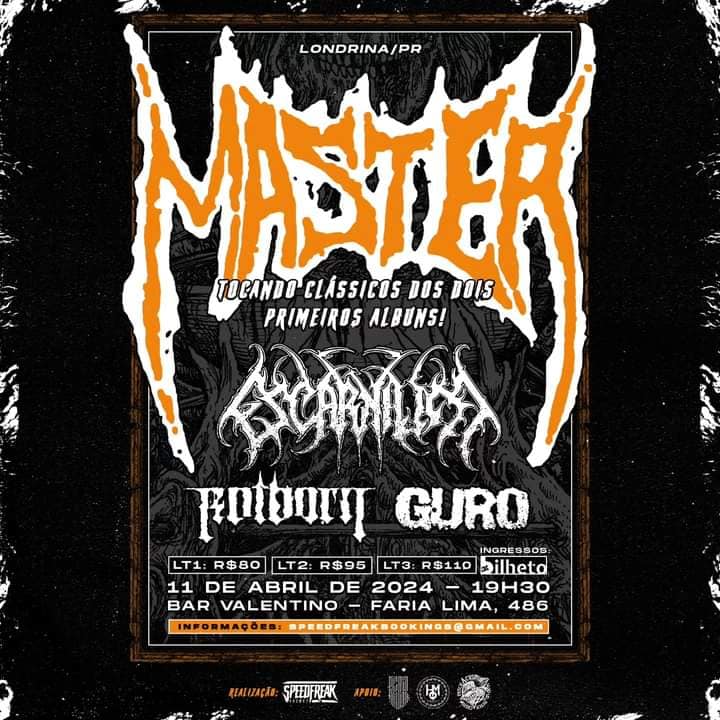 LONDRINA/PR
MASTER
TOCANDO CLÁSSICOS DOS DOIS
PRIMEIROS ALBUNS!
ESCARNIUM
Rotborn GURO
LT1: R$80 LT2: R$95 LT3: R$110 INGRESSOS: bilheto
11 DE ABRIL DE 2024 – 19H30
BAR VALENTINO – FARIA LIMA, 486
INFORMAÇÕES: SPEEDFREAKBOOKINGS@GMAIL.COM
REALIZAÇÃO: SPEEDFREAK APOIO: